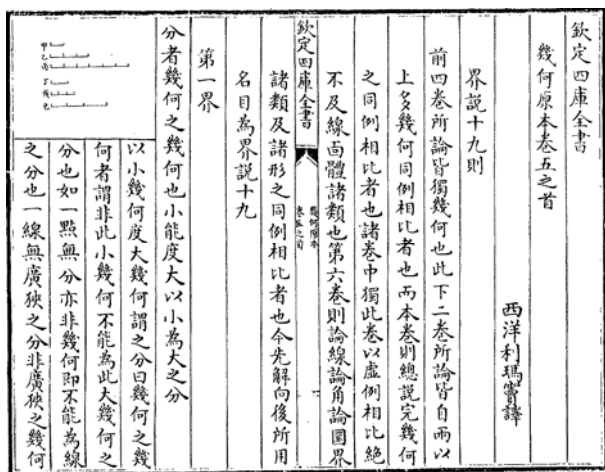 欽定四庫全書
幾何原本卷五之首
西洋利瑪竇譯
界說十九則
前四卷所論皆獨幾何也此下二卷所論皆自兩以
上多幾何同例相比者也而本卷則總說完幾何
之同例相比者也諸卷中獨此卷以虛例相比絕
不及線面體諸類也第六卷則論線論角論圜界
欽定四庫全書
幾何原本
卷五之首
一
諸類及諸形之同例相比者也今先解向後所用
名目為界說十九
第一界
分者幾何之幾何也小能度大以小為大之分
以小幾何度大幾何謂之分曰幾何之幾
何者謂非此小幾何不能為此大幾何之
分也如一點無分亦非幾何即不能為線
之分也一線無廣狹之分非廣狹之幾何
甲
乙
丙
丁
戊
己